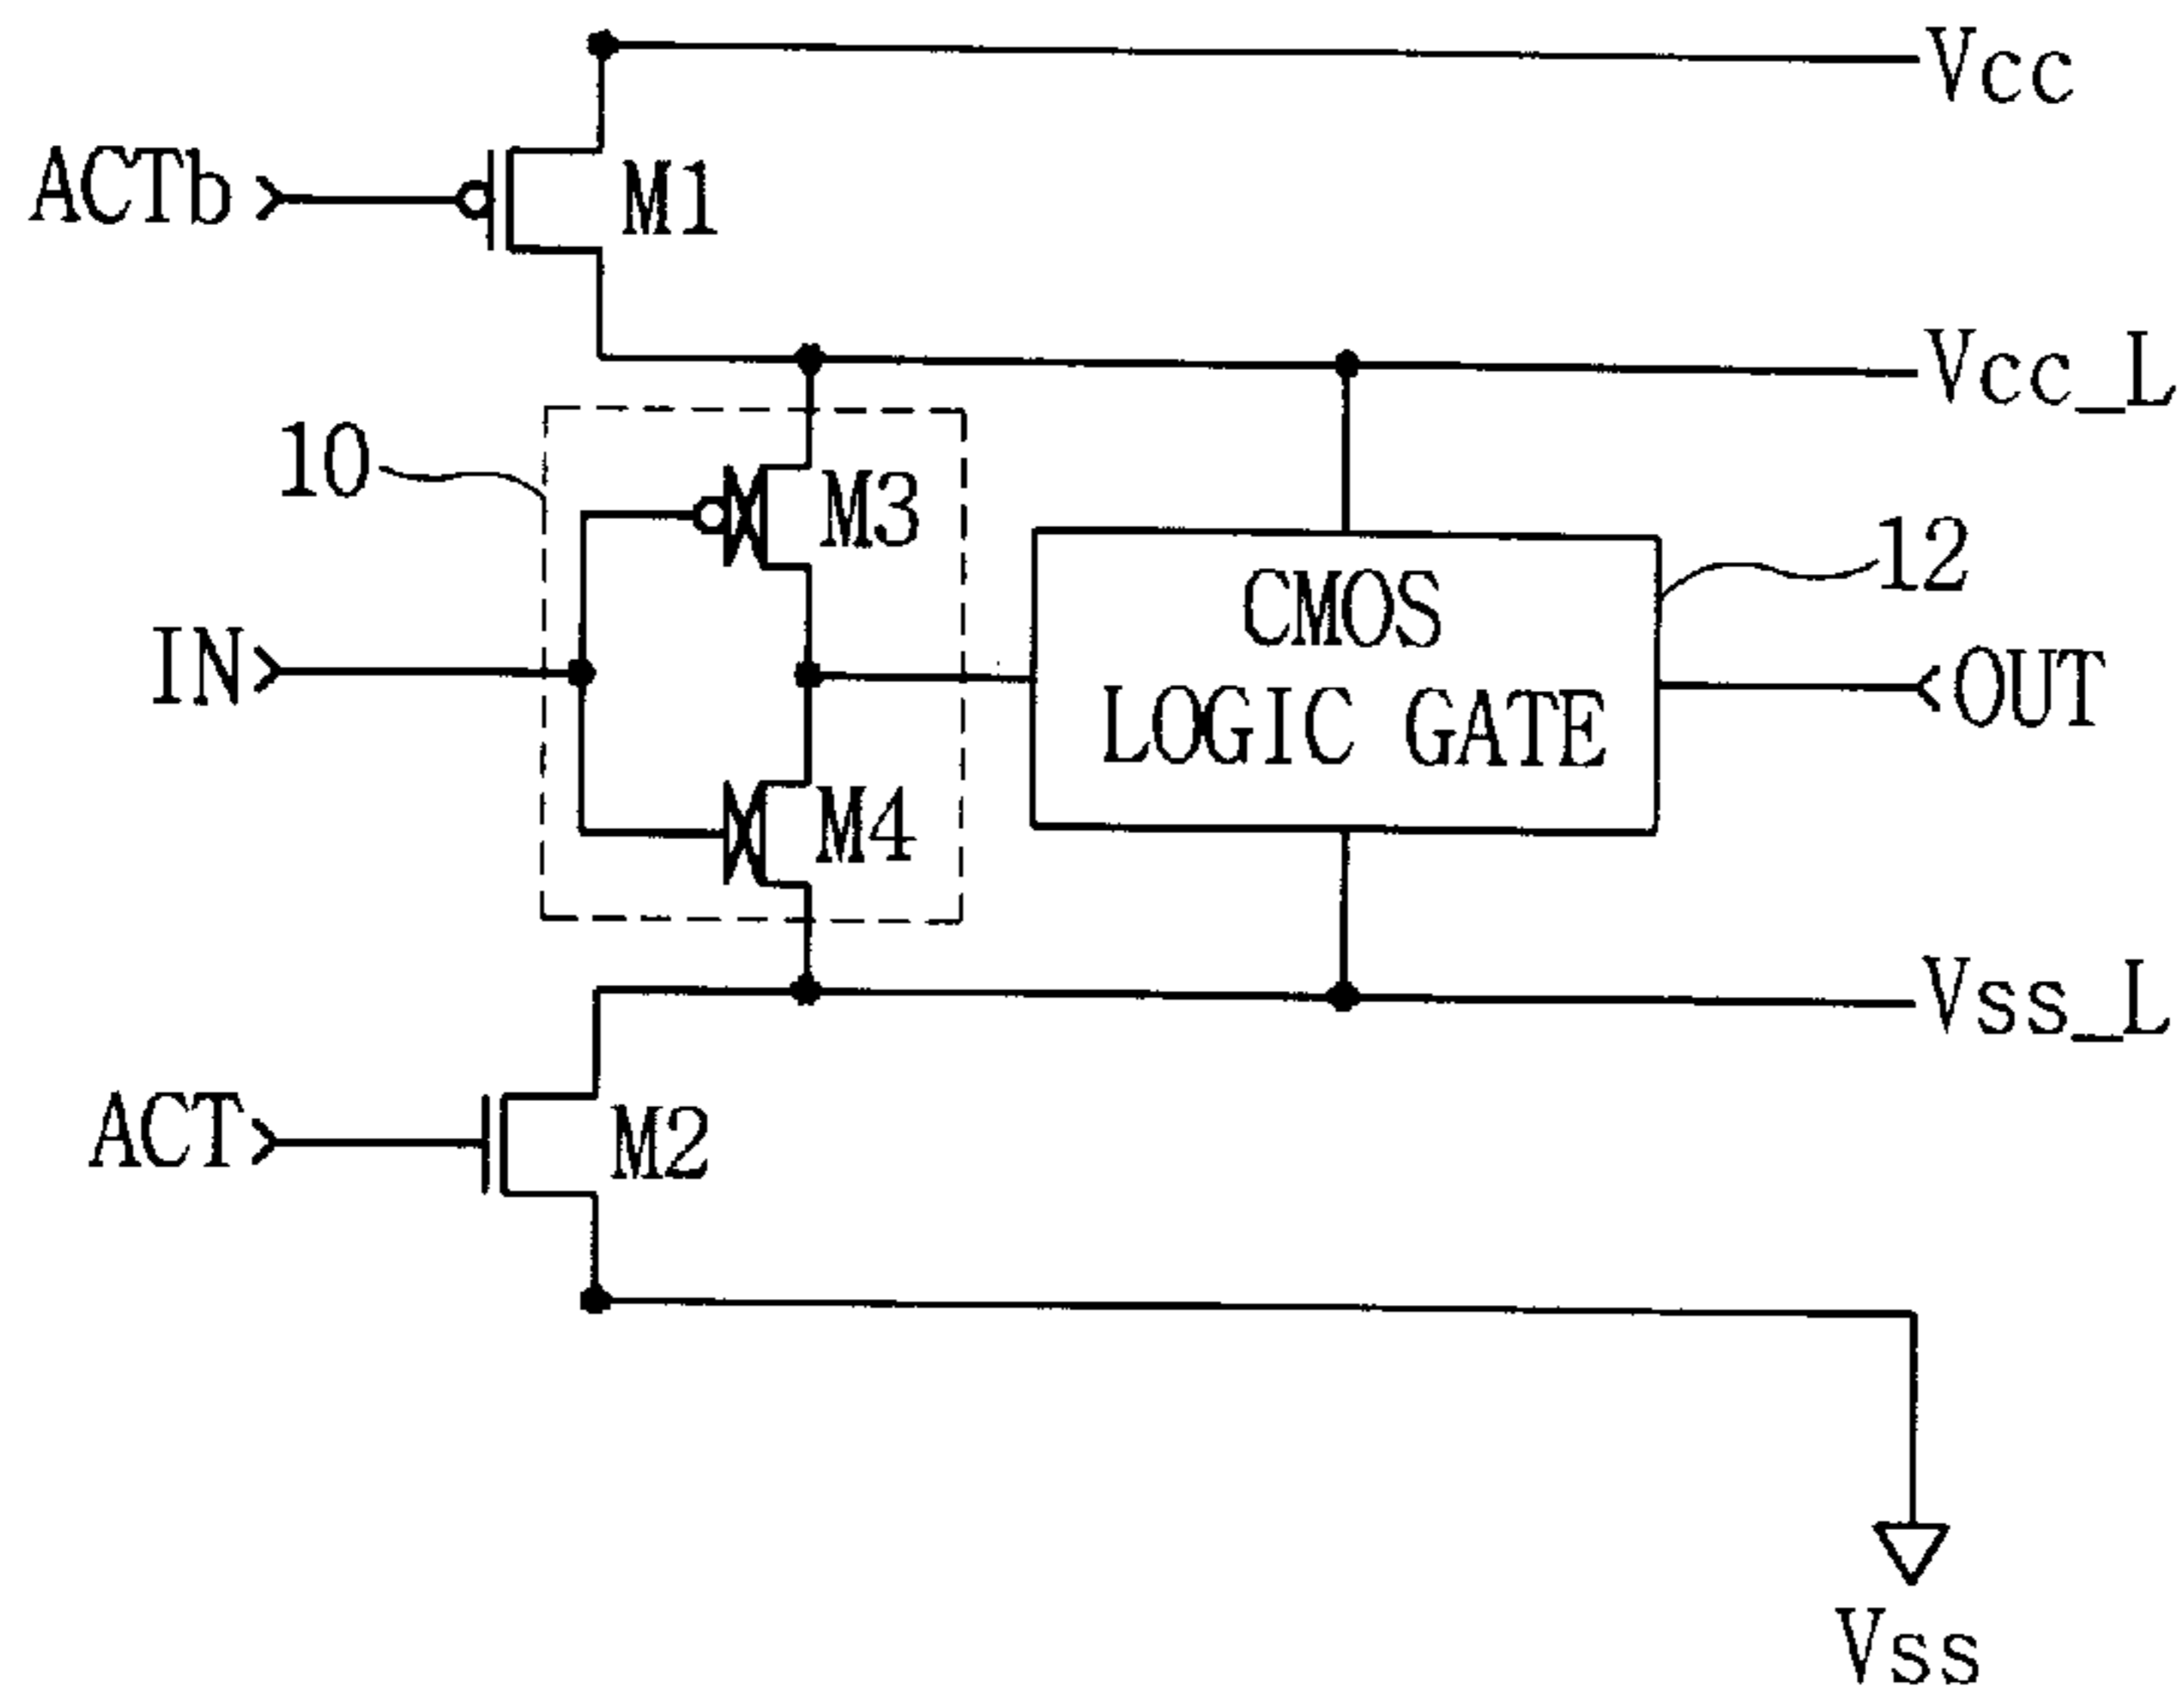 Vcc
ACTb
M1
Vcc_L
10
M3
12
CMOS
LOGIC GATE
IN
OUT
M4
Vss_L
ACT
M2
Vss